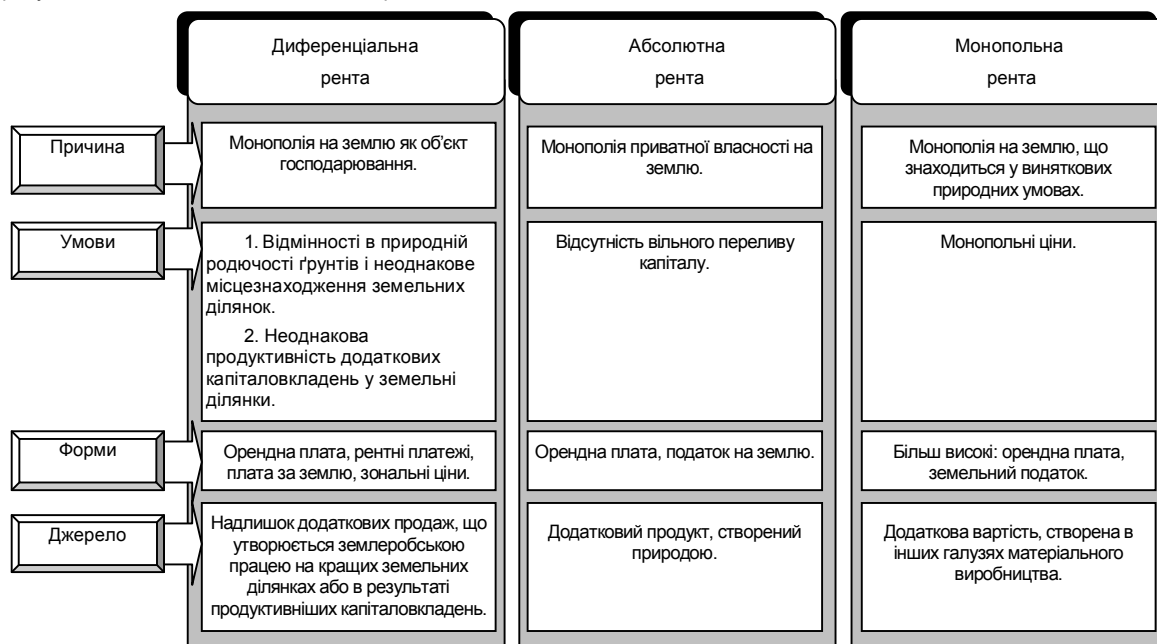 Диференціальна
рента
Абсолютна
рента
Монопольна
рента
Причина
Монополія на землю як об’єкт
господарювання.
Монополія приватної власності на
землю.
Монополія на землю, що
знаходиться у виняткових
природних умовах.
Умови
1. Відмінності в природній
родючості ґрунтів і неоднакове
місцезнаходження земельних
ділянок.
2. Неоднакова
продуктивність додаткових
капіталовкладень у земельні
ділянки.
Відсутність вільного переливу
капіталу.
Монопольні ціни.
Форми
Орендна плата, рентні платежі,
плата за землю, зональні ціни.
Орендна плата, податок на землю.
Більш високі: орендна плата,
земельний податок.
Джерело
Надлишок додаткових продаж, що
утворюється землеробською
працею на кращих земельних
ділянках або в результаті
продуктивніших капіталовкладень.
Додатковий продукт, створений
природою.
Додаткова вартість, створена в
інших галузях матеріального
виробництва.